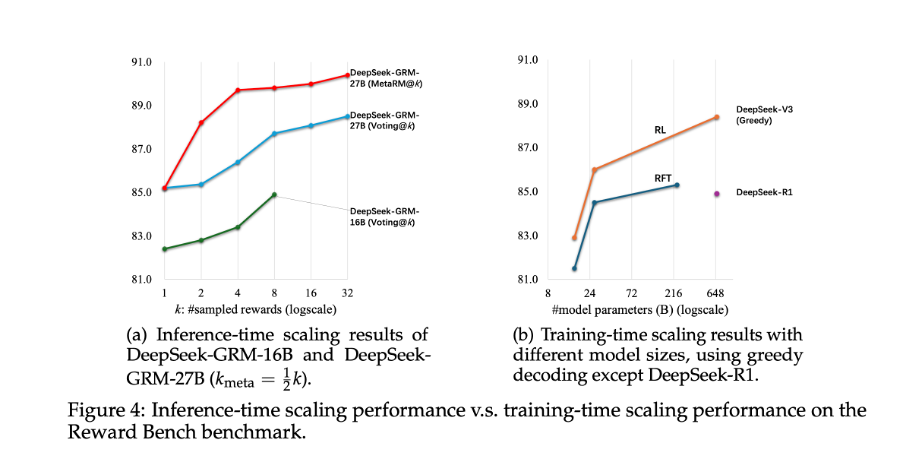 91.0
89.0
87.0
85.0
83.0
81.0
1 2 4 8 16 32
k: #sampled rewards (logscale)
DeepSeek-GRM-
27B (MetaRM@k)
DeepSeek-GRM-
27B (Voting@k)
DeepSeek-GRM-
16B (Voting@k)
(a) Inference-time scaling results of
DeepSeek-GRM-16B and DeepSeek-
GRM-27B (kmeta = 1/2k).
91.0
89.0
87.0
85.0
83.0
81.0
8 24 72 216 648
#model parameters (B) (logscale)
RL
RFT
DeepSeek-V3
(Greedy)
DeepSeek-R1
(b) Training-time scaling results with
different model sizes, using greedy
decoding except DeepSeek-R1.
Figure 4: Inference-time scaling performance v.s. training-time scaling performance on the
Reward Bench benchmark.